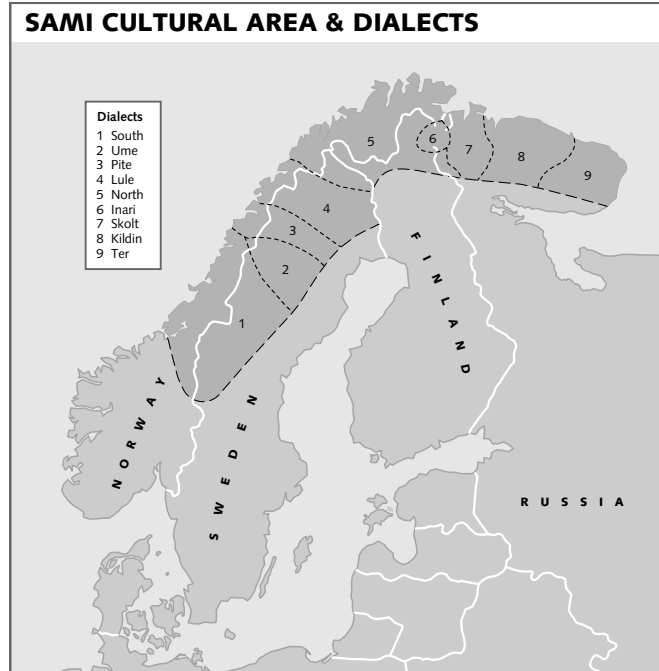 SAMI CULTURAL AREA & DIALECTS
Dialects
1 South
2 Ume
3 Pite
4 Lule
5 North
6 Inari
7 Skolt
8 Kildin
9 Ter
5
6
7
8
9
4
3
2
1
FINLAND
NORWAY
SWEDEN
RUSSIA